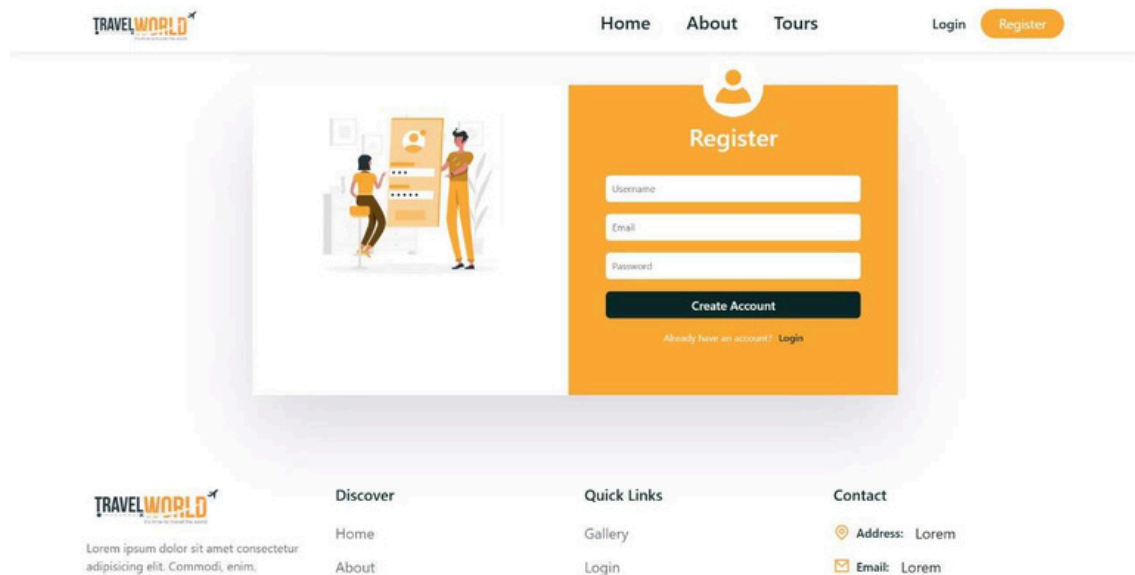 TRAVELWORLD
Home About Tours Login Register
Register
Username
Email
Password
Create Account
Already have an account? Login
TRAVELWORLD
Lorem ipsum dolor sit amet consectetur
adipisicing elit. Commodi, enim.
Discover
Home
About
Quick Links
Gallery
Login
Contact
Address: Lorem
Email: Lorem